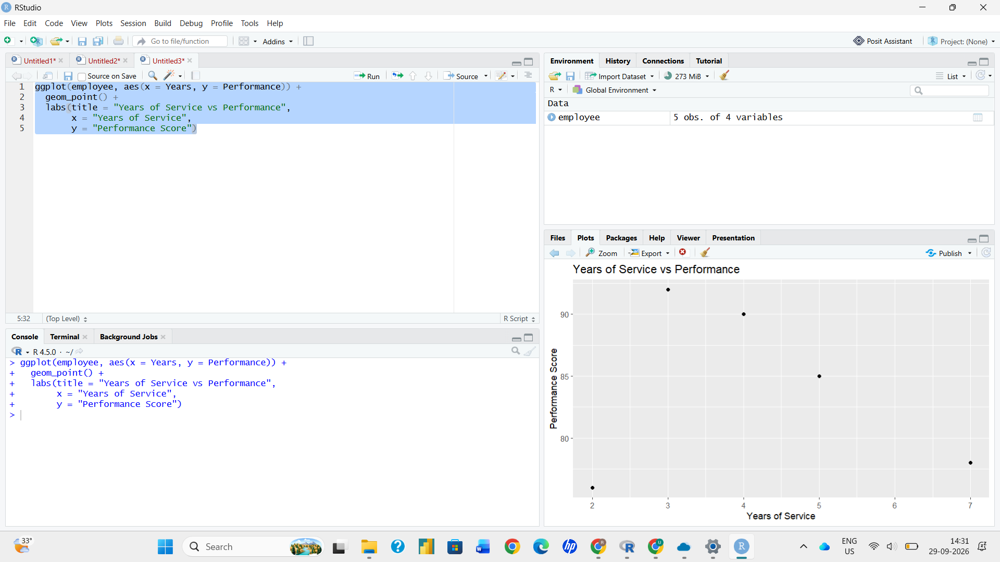 RStudio
File Edit Code View Plots Session Build Debug Profile Tools Help
Go to file/function Addins Posit Assistant Project: (None)
Untitled1* Untitled2* Untitled3*
Source on Save Run Source
1 ggplot(employee, aes(x = Years, y = Performance)) +
2 geom_point() +
3 labs(title = "Years of Service vs Performance",
4 x = "Years of Service",
5 y = "Performance Score")
5:32 (Top Level) R Script
Console Terminal Background Jobs
R 4.5.0 · ~/
> ggplot(employee, aes(x = Years, y = Performance)) +
+ geom_point() +
+ labs(title = "Years of Service vs Performance",
+ x = "Years of Service",
+ y = "Performance Score")
>
Environment History Connections Tutorial
Import Dataset 273 MiB List
R Global Environment
Data
employee 5 obs. of 4 variables
Files Plots Packages Help Viewer Presentation
Zoom Export Publish
Years of Service vs Performance
90
85
80
Performance Score
2 3 4 5 6 7
Years of Service
33°
Search
ENG
US
14:31
29-09-2026